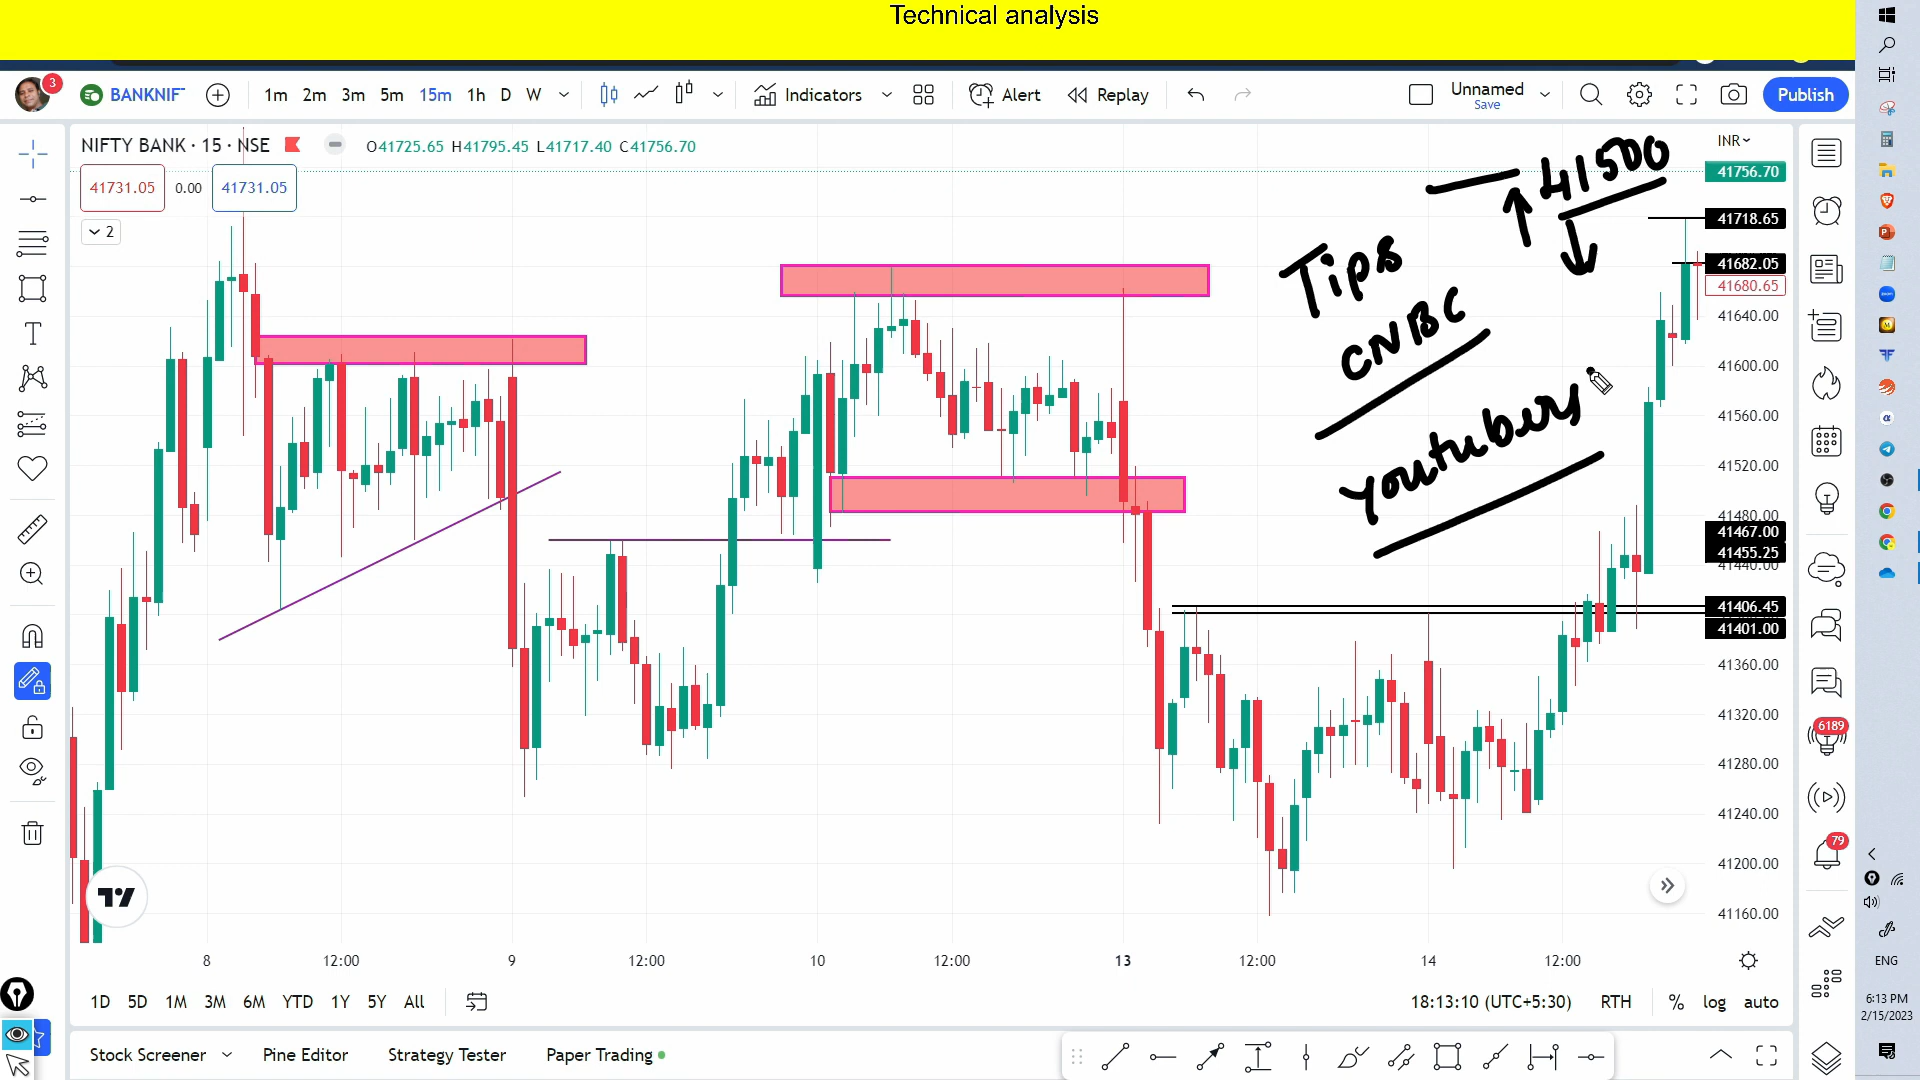 Technical analysis
3
BANKNIF
1m 2m 3m 5m 15m 1h D W
Indicators
Alert
Replay
Unnamed
Save
Publish
NIFTY BANK · 15 · NSE
O41725.65 H41795.45 L41717.40 C41756.70
INR
41731.05 0.00 41731.05
2
41500
Tips
CNBC
youtubers
41756.70
41718.65
41682.05
41680.65
41640.00
41600.00
41560.00
41520.00
41480.00
41467.00
41455.25
41440.00
41406.45
41401.00
41360.00
41320.00
41280.00
41240.00
41200.00
41160.00
6189
79
8 12:00 9 12:00 10 12:00 13 12:00 14 12:00
1D 5D 1M 3M 6M YTD 1Y 5Y All
18:13:10 (UTC+5:30) RTH % log auto
Stock Screener Pine Editor Strategy Tester Paper Trading
ENG
6:13 PM
2/15/2023